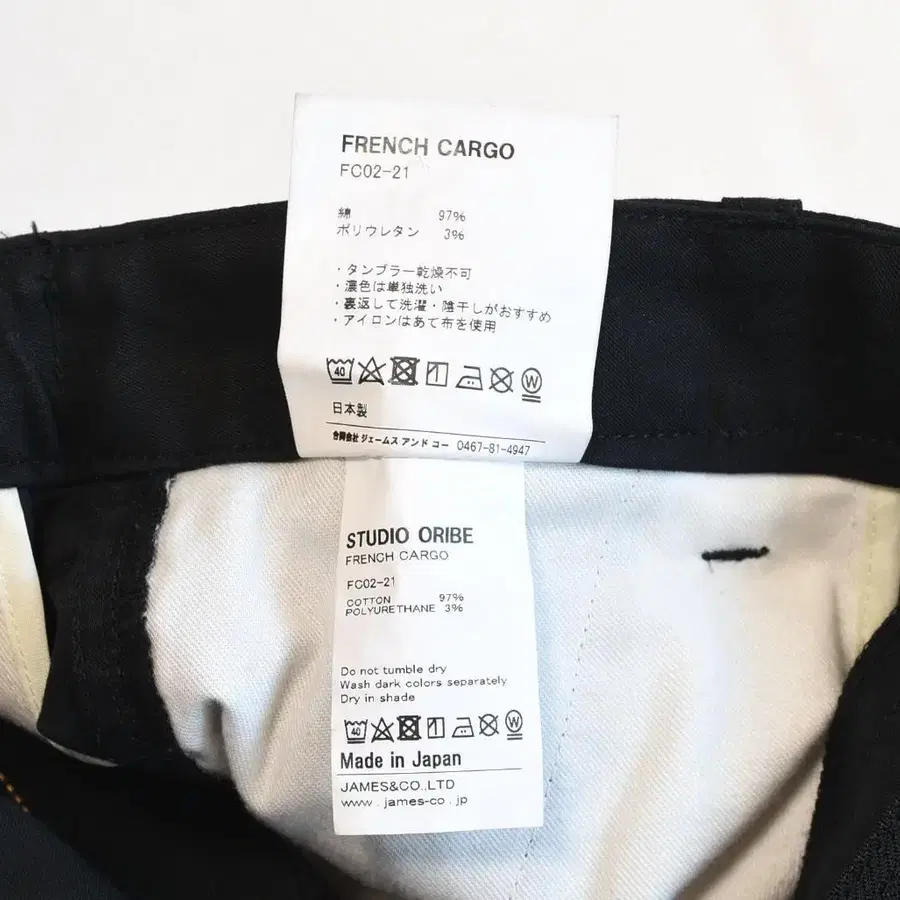 FRENCH CARGO
FC02-21
綿 97%
ポリウレタン 3%
・タンブラー乾燥不可
・濃色は単独洗い
・裏返して洗濯・陰干しがおすすめ
・アイロンはあて布を使用
40 W
日本製
合同会社 ジェームス アンド コー 0467-81-4947
STUDIO ORIBE
FRENCH CARGO
FC02-21
COTTON 97%
POLYURETHANE 3%
Do not tumble dry
Wash dark colors separately
Dry in shade
40 W
Made in Japan
JAMES&CO.,LTD
www.james-co.jp